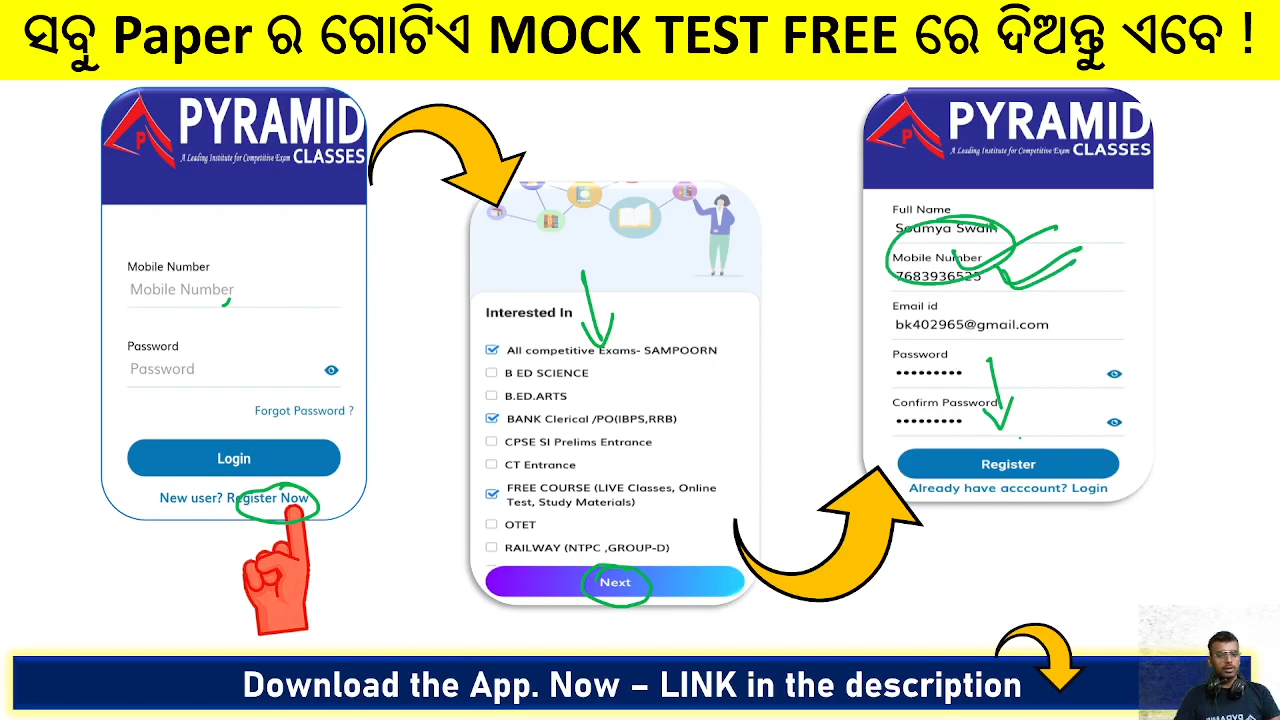 ସବୁ Paper ର ଗୋଟିଏ MOCK TEST FREE ରେ ଦିଅନ୍ତୁ ଏବେ !
PYRAMID
A Leading Institute for Competitive Exam CLASSES
Mobile Number
Mobile Number
Password
Password
Forgot Password ?
Login
New user? Register Now
Interested In
All competitive Exams- SAMPOORN
B ED SCIENCE
B.ED.ARTS
BANK Clerical /PO(IBPS,RRB)
CPSE SI Prelims Entrance
CT Entrance
FREE COURSE (LIVE Classes, Online
Test, Study Materials)
OTET
RAILWAY (NTPC ,GROUP-D)
Next
PYRAMID
A Leading Institute for Competitive Exam CLASSES
Full Name
Soumya Swain
Mobile Number
7683936525
Email id
bk402965@gmail.com
Password
•••••••••
Confirm Password
•••••••••
Register
Already have acccount? Login
Download the App. Now – LINK in the description